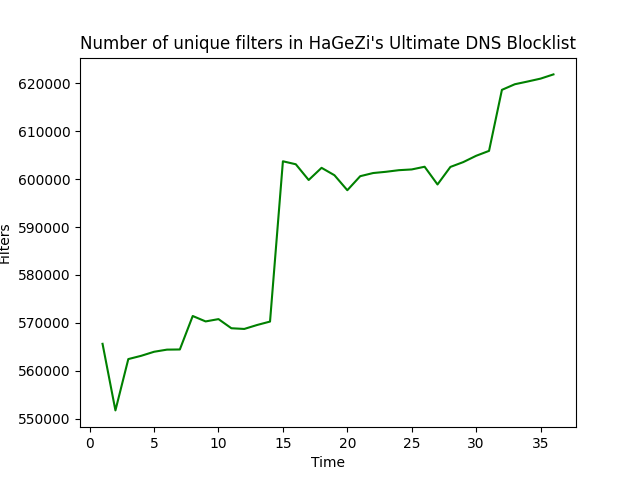 Number of unique filters in HaGeZi's Ultimate DNS Blocklist
620000
610000
600000
590000
580000
570000
560000
550000
Filters
0 5 10 15 20 25 30 35
Time